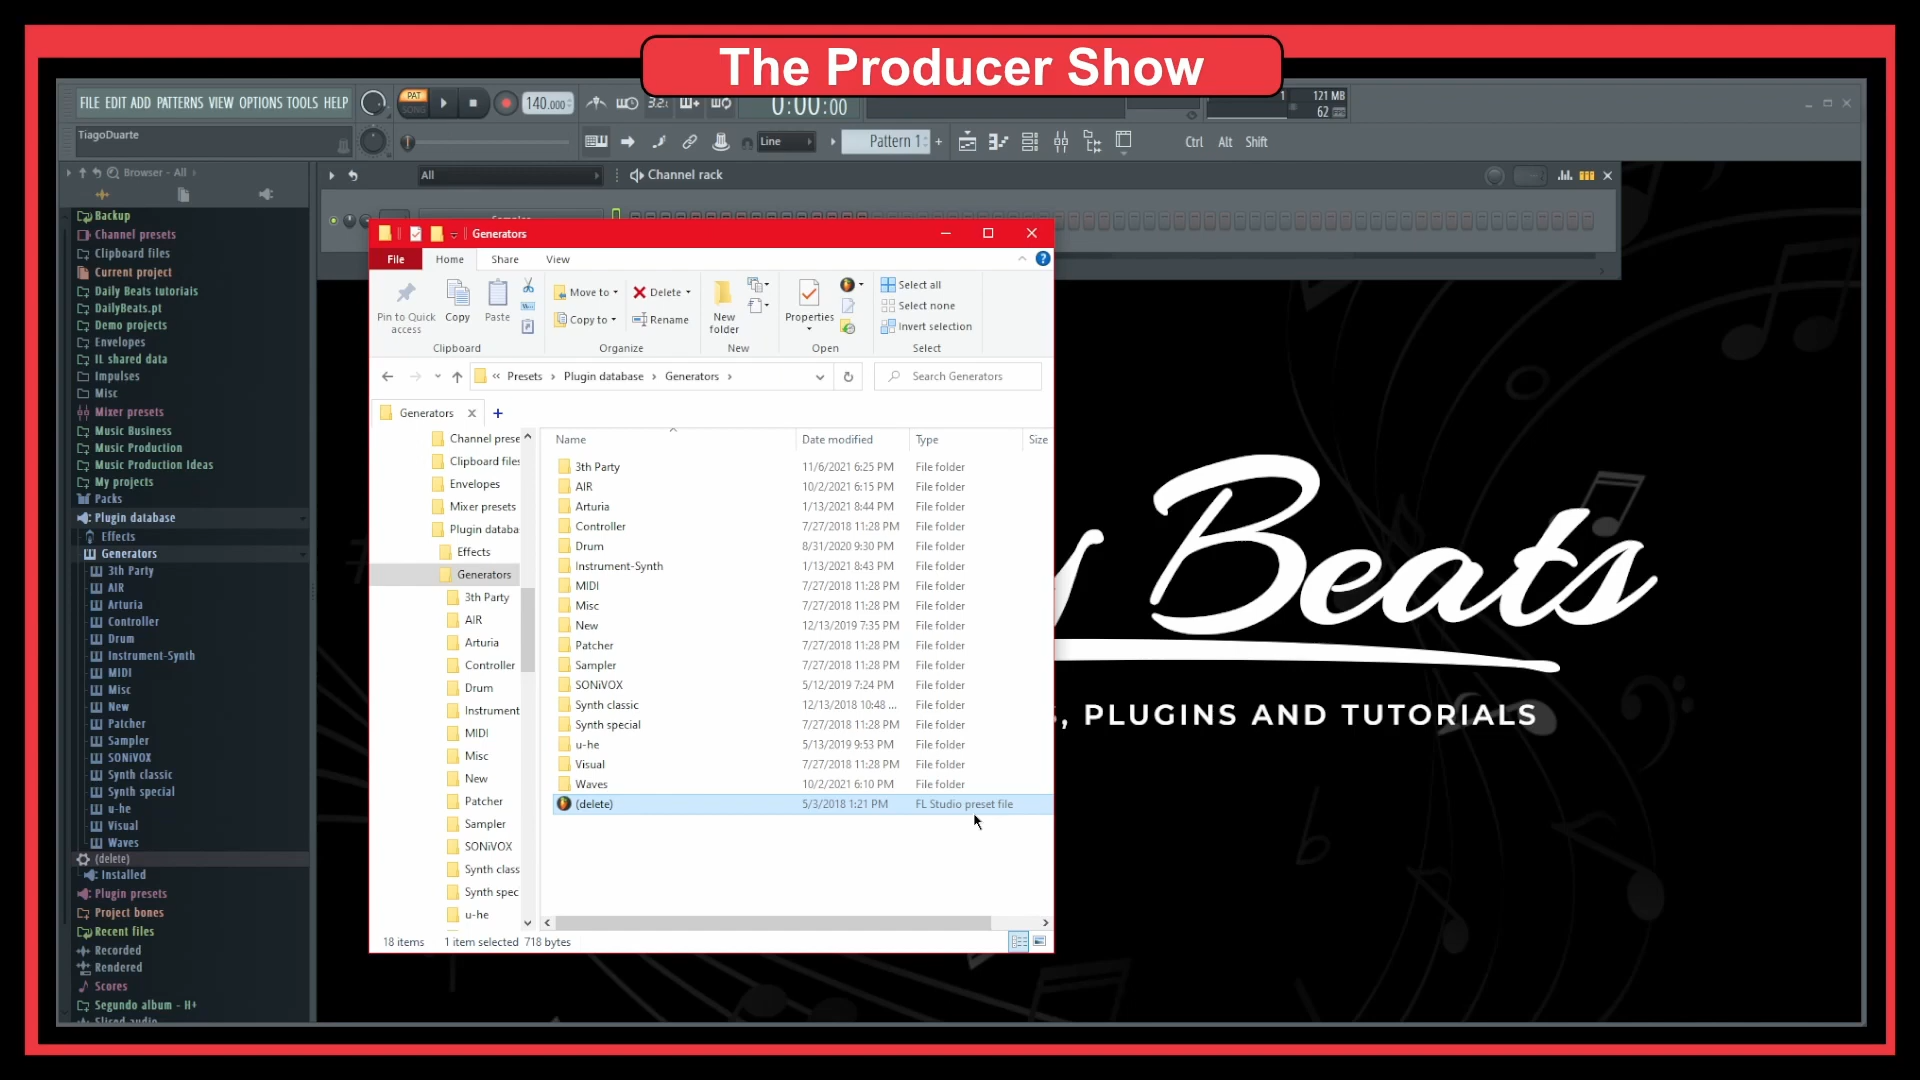 The Producer Show
FILE EDIT ADD PATTERNS VIEW OPTIONS TOOLS HELP
PAT
SONG
140.000
3.2.
0:00:00
1
121 MB
62
TiagoDuarte
Line
Pattern 1
+
Ctrl Alt Shift
Browser - All
All
Channel rack
Sampler
Backup
Channel presets
Clipboard files
Current project
Daily Beats tutorials
DailyBeats.pt
Demo projects
Envelopes
IL shared data
Impulses
Misc
Mixer presets
Music Business
Music Production
Music Production Ideas
My projects
Packs
Plugin database
Effects
Generators
3th Party
AIR
Arturia
Controller
Drum
Instrument-Synth
MIDI
Misc
New
Patcher
Sampler
SONiVOX
Synth classic
Synth special
u-he
Visual
Waves
(delete)
Installed
Plugin presets
Project bones
Recent files
Recorded
Rendered
Scores
Segundo album - H+
Sliced audio
Generators
File Home Share View
Pin to Quick access
Copy
Paste
Clipboard
Move to
Copy to
Delete
Rename
Organize
New folder
New
Properties
Open
Select all
Select none
Invert selection
Select
« Presets › Plugin database › Generators ›
Search Generators
Generators
Channel prese
Clipboard files
Envelopes
Mixer presets
Plugin databa
Effects
Generators
3th Party
AIR
Arturia
Controller
Drum
Instrument
MIDI
Misc
New
Patcher
Sampler
SONiVOX
Synth class
Synth spec
u-he
Name Date modified Type Size
3th Party 11/6/2021 6:25 PM File folder
AIR 10/2/2021 6:15 PM File folder
Arturia 1/13/2021 8:44 PM File folder
Controller 7/27/2018 11:28 PM File folder
Drum 8/31/2020 9:30 PM File folder
Instrument-Synth 1/13/2021 8:43 PM File folder
MIDI 7/27/2018 11:28 PM File folder
Misc 7/27/2018 11:28 PM File folder
New 12/13/2019 7:35 PM File folder
Patcher 7/27/2018 11:28 PM File folder
Sampler 7/27/2018 11:28 PM File folder
SONiVOX 5/12/2019 7:24 PM File folder
Synth classic 12/13/2018 10:48 ... File folder
Synth special 7/27/2018 11:28 PM File folder
u-he 5/13/2019 9:53 PM File folder
Visual 7/27/2018 11:28 PM File folder
Waves 10/2/2021 6:10 PM File folder
(delete) 5/3/2018 1:21 PM FL Studio preset file
18 items 1 item selected 718 bytes
y Beats
, PLUGINS AND TUTORIALS